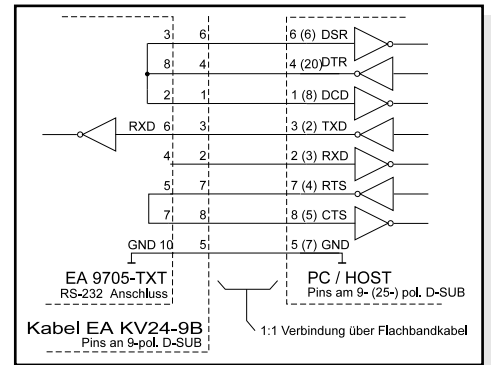 3 6 6 (6) DSR
8 4 4 (20) DTR
2 1 1 (8) DCD
RXD 6 3 3 (2) TXD
4 2 2 (3) RXD
5 7 7 (4) RTS
7 8 8 (5) CTS
GND 10 5 5 (7) GND
EA 9705-TXT
RS-232 Anschluss
PC / HOST
Pins am 9- (25-) pol. D-SUB
Kabel EA KV24-9B
Pins an 9-pol. D-SUB
1:1 Verbindung über Flachbandkabel